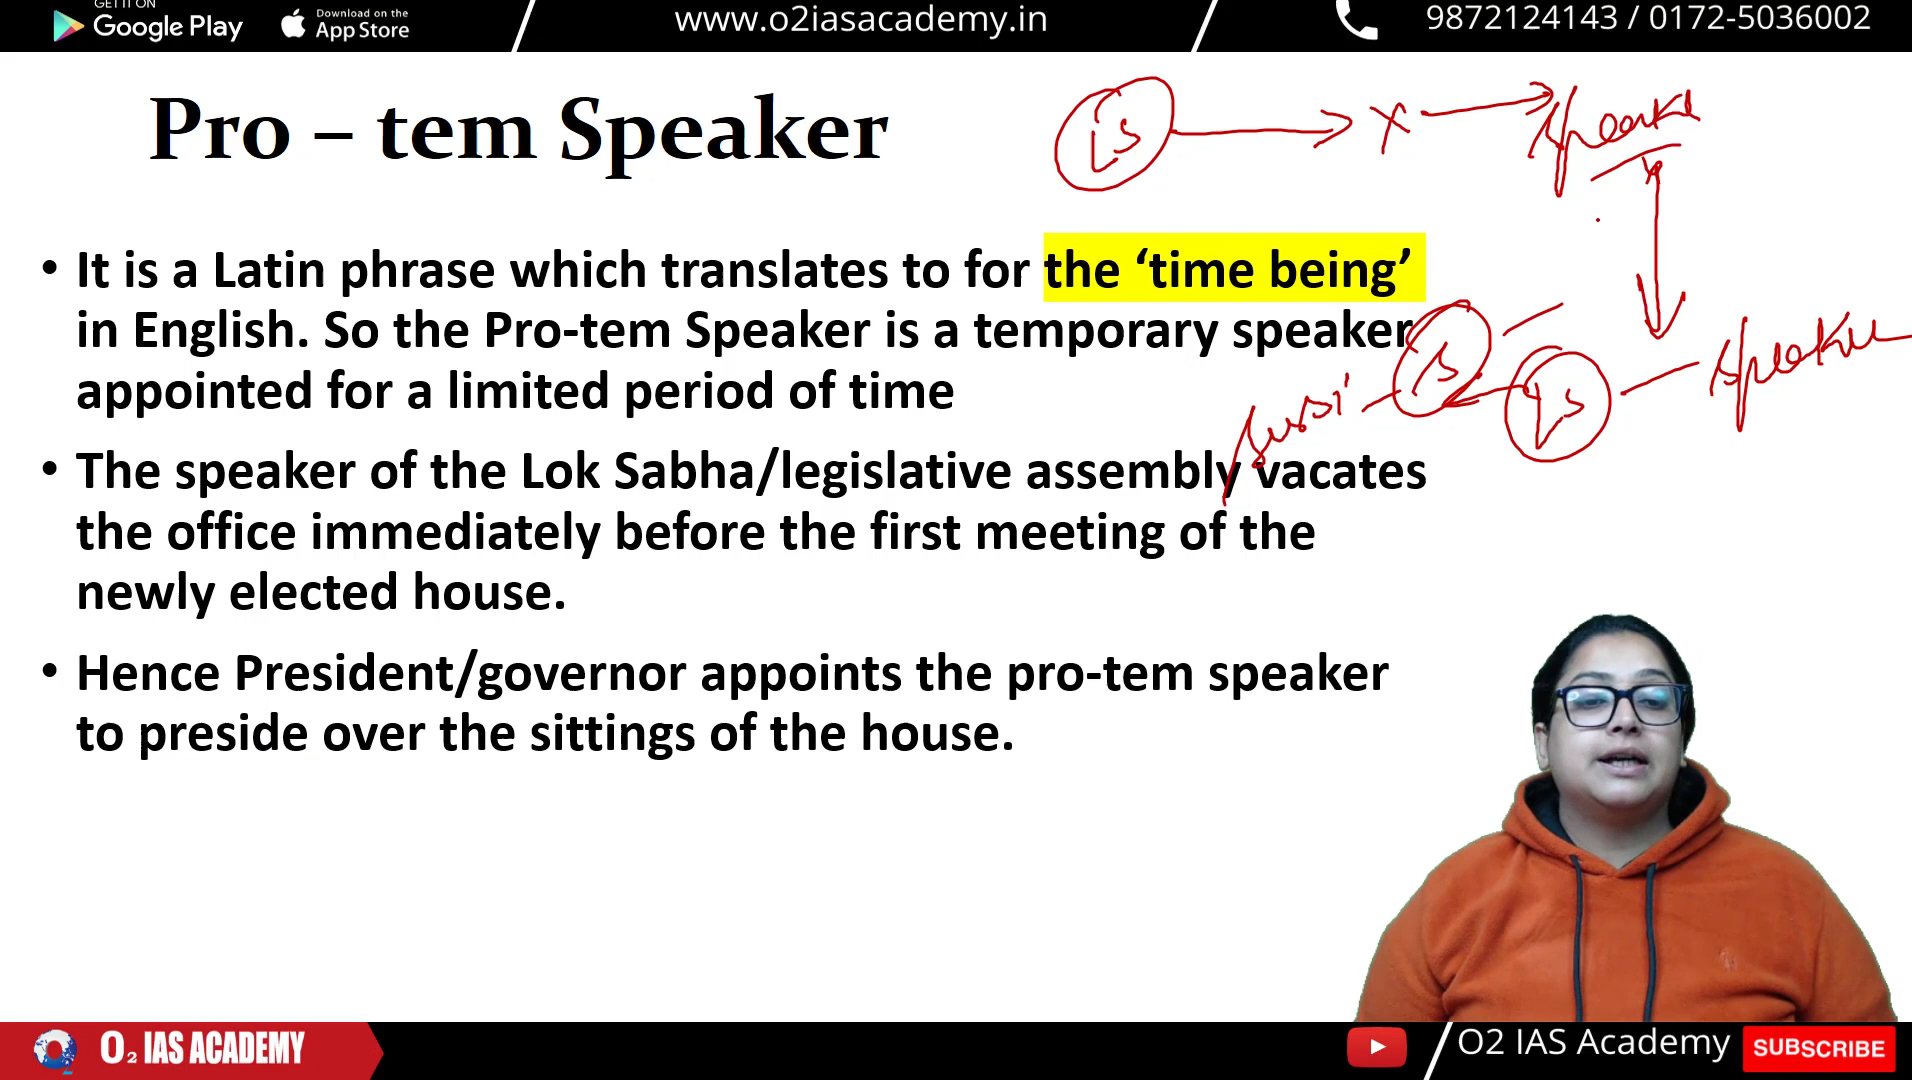 GET IT ON
Google Play
Download on the
App Store
www.o2iasacademy.in
9872124143 / 0172-5036002
Pro – tem Speaker
LS
X
• It is a Latin phrase which translates to for the ‘time being’
in English. So the Pro-tem Speaker is a temporary speaker
appointed for a limited period of time
• The speaker of the Lok Sabha/legislative assembly vacates
the office immediately before the first meeting of the
newly elected house.
• Hence President/governor appoints the pro-tem speaker
to preside over the sittings of the house.
Speaker
O2 IAS ACADEMY
O2 IAS Academy
SUBSCRIBE